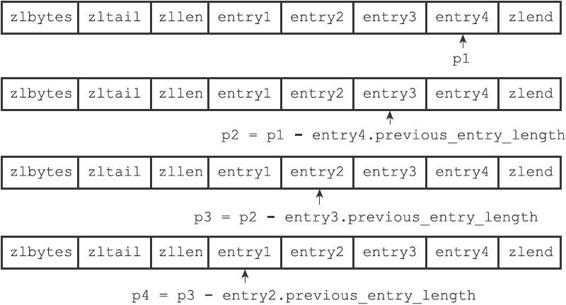 zlbytes zltail zllen entry1 entry2 entry3 entry4 zlend
p1
zlbytes zltail zllen entry1 entry2 entry3 entry4 zlend
p2 = p1 - entry4.previous_entry_length
zlbytes zltail zllen entry1 entry2 entry3 entry4 zlend
p3 = p2 - entry3.previous_entry_length
zlbytes zltail zllen entry1 entry2 entry3 entry4 zlend
p4 = p3 - entry2.previous_entry_length